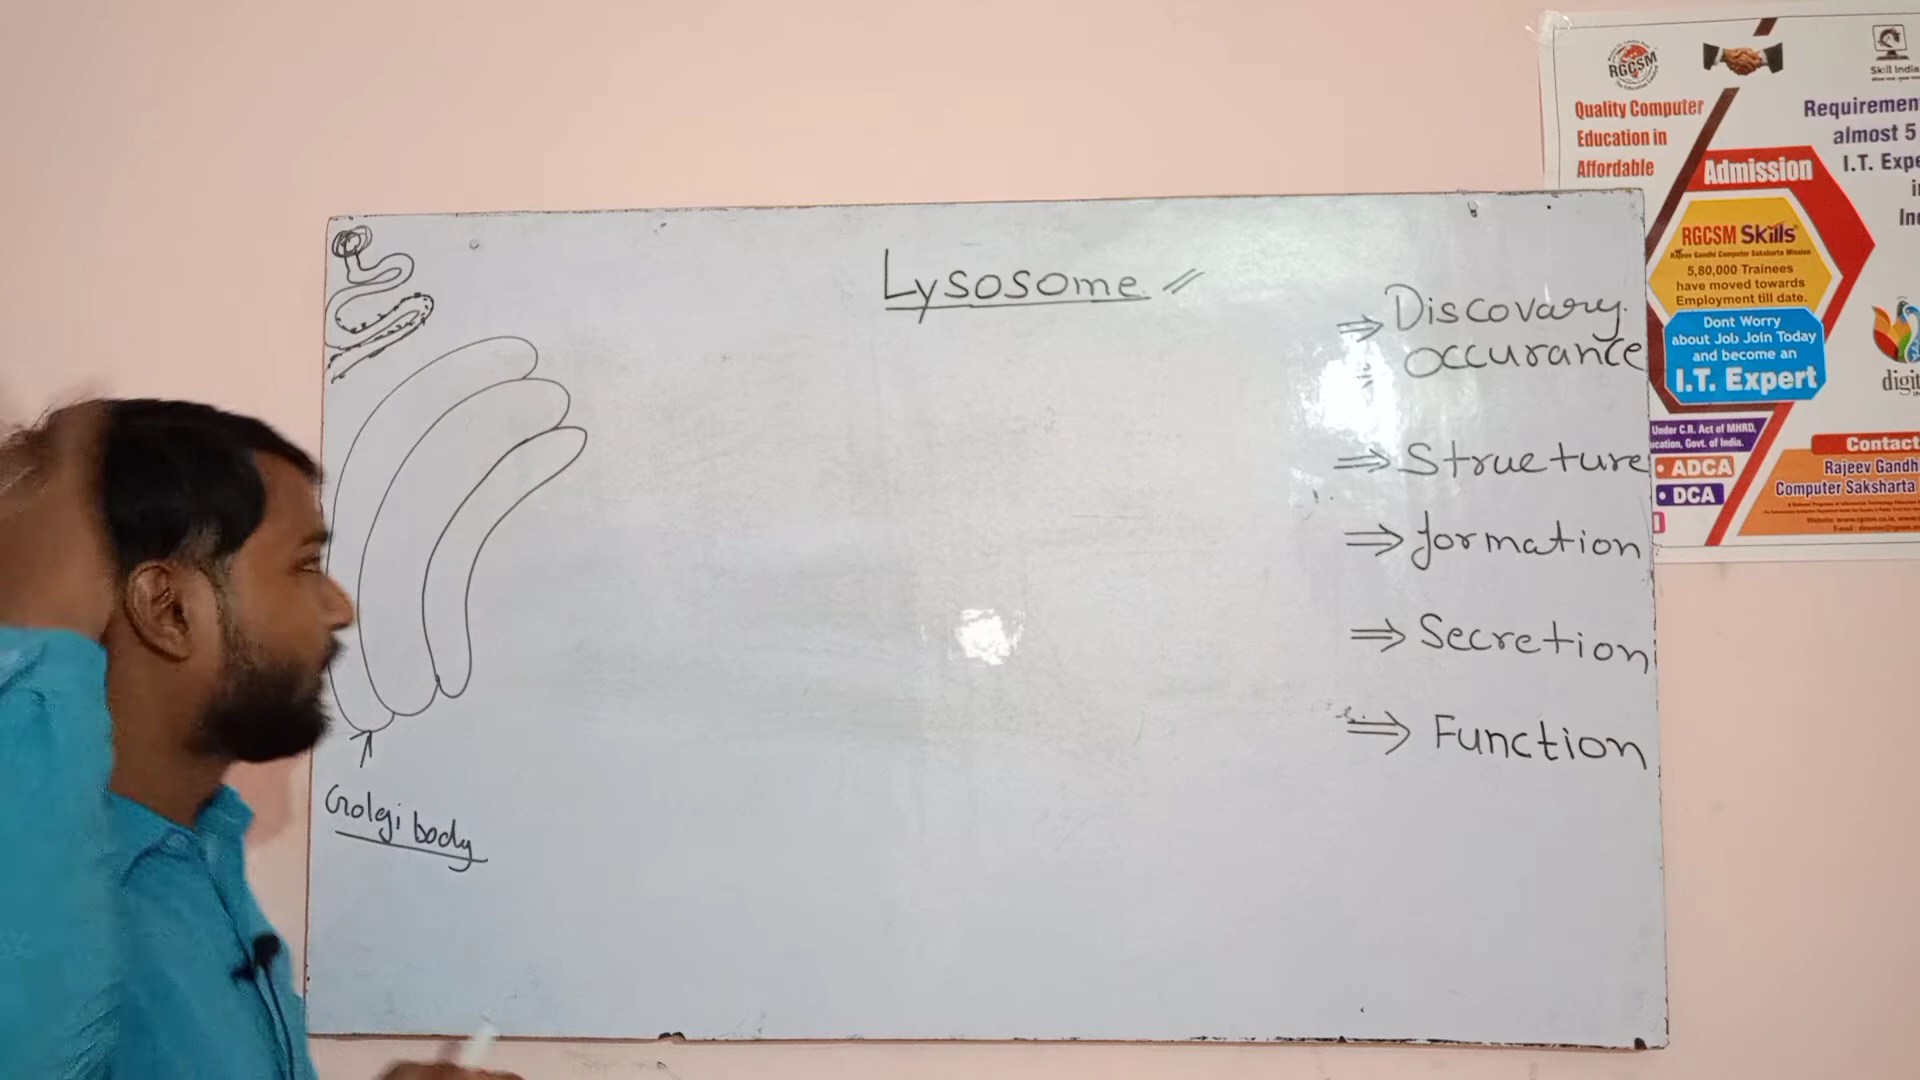 Lysosome
⇒ Discovary
occurance
⇒ Structure
⇒ formation
⇒ Secretion
⇒ Function
Golgi body
RGCSM
Skill India
Quality Computer
Education in
Affordable
Requiremen
almost 5
I.T. Expe
in
Inc
Admission
RGCSM Skills
Rajeev Gandhi Computer Saksharta Mission
5,80,000 Trainees
have moved towards
Employment till date.
Dont Worry
about Job Join Today
and become an
I.T. Expert
digit
Under C.R. Act of MHRD,
ucation, Govt. of India.
• ADCA
• DCA
Contact
Rajeev Gandh
Computer Saksharta